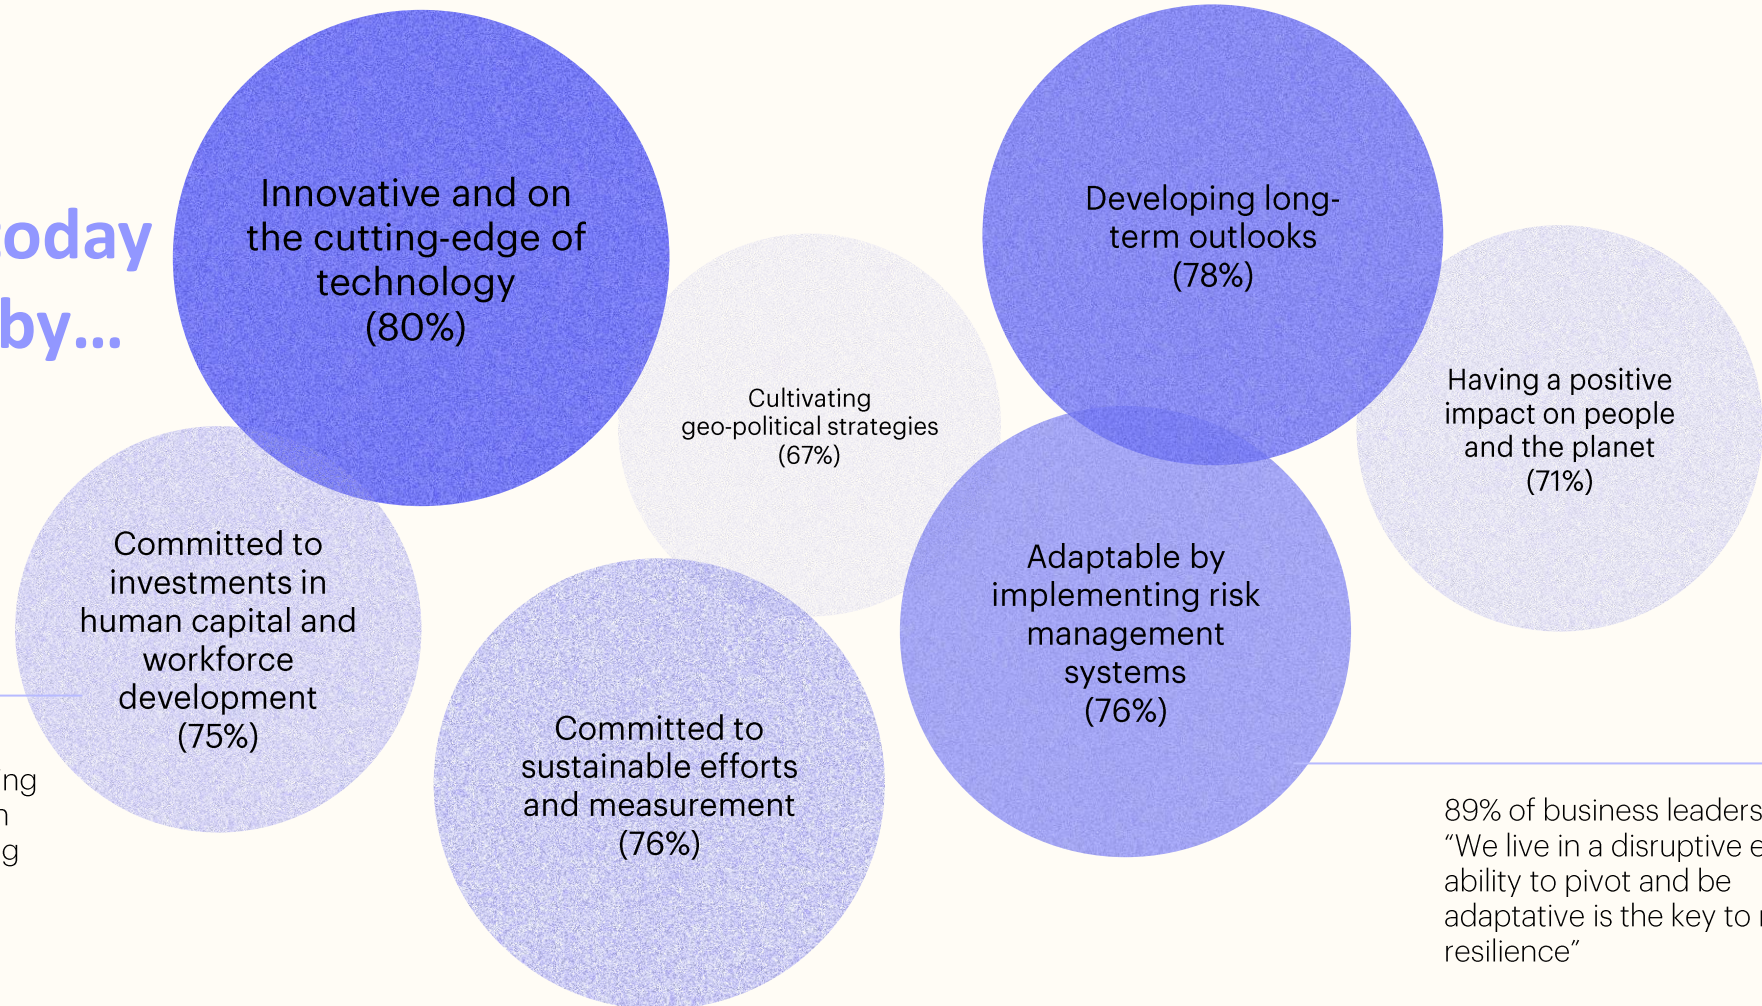 today
by...
Innovative and on
the cutting-edge of
technology
(80%)
Developing long-
term outlooks
(78%)
Cultivating
geo-political strategies
(67%)
Having a positive
impact on people
and the planet
(71%)
Committed to
investments in
human capital and
workforce
development
(75%)
Committed to
sustainable efforts
and measurement
(76%)
Adaptable by
implementing risk
management
systems
(76%)
89% of business leaders
“We live in a disruptive
ability to pivot and be
adaptative is the key to
resilience”